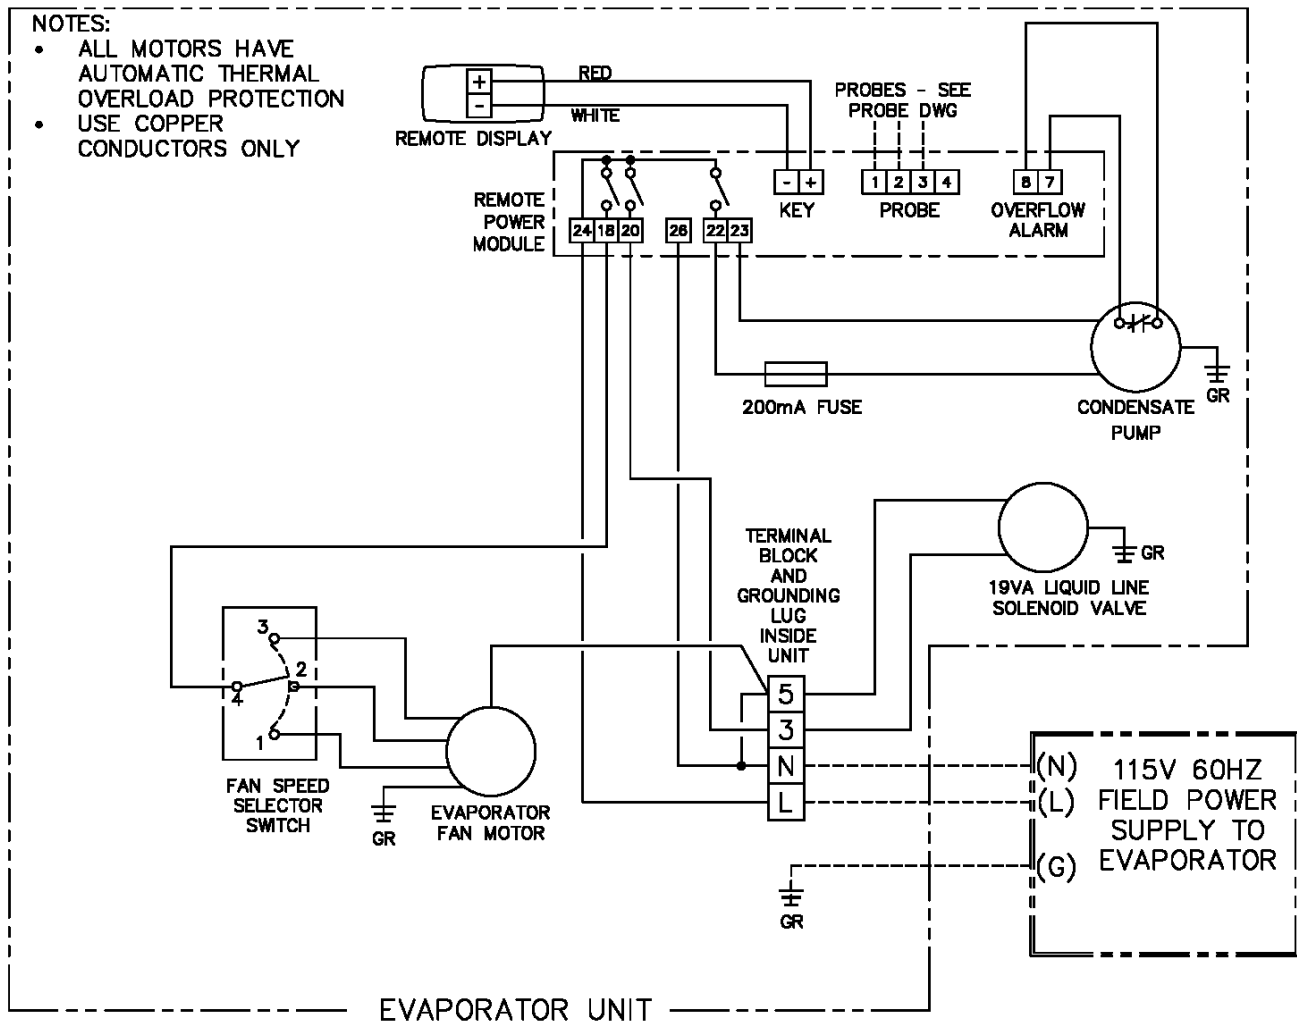 NOTES:
• ALL MOTORS HAVE
AUTOMATIC THERMAL
OVERLOAD PROTECTION
• USE COPPER
CONDUCTORS ONLY
+
-
RED
WHITE
REMOTE DISPLAY
PROBES - SEE
PROBE DWG
REMOTE
POWER
MODULE
24 18 20 26 22 23
- +
KEY
1 2 3 4
PROBE
8 7
OVERFLOW
ALARM
200mA FUSE
CONDENSATE
PUMP
GR
TERMINAL
BLOCK
AND
GROUNDING
LUG
INSIDE
UNIT
GR
19VA LIQUID LINE
SOLENOID VALVE
3
2
4
1
FAN SPEED
SELECTOR
SWITCH
GR
EVAPORATOR
FAN MOTOR
5
3
N
L
GR
(N)
(L)
(G)
115V 60HZ
FIELD POWER
SUPPLY TO
EVAPORATOR
EVAPORATOR UNIT